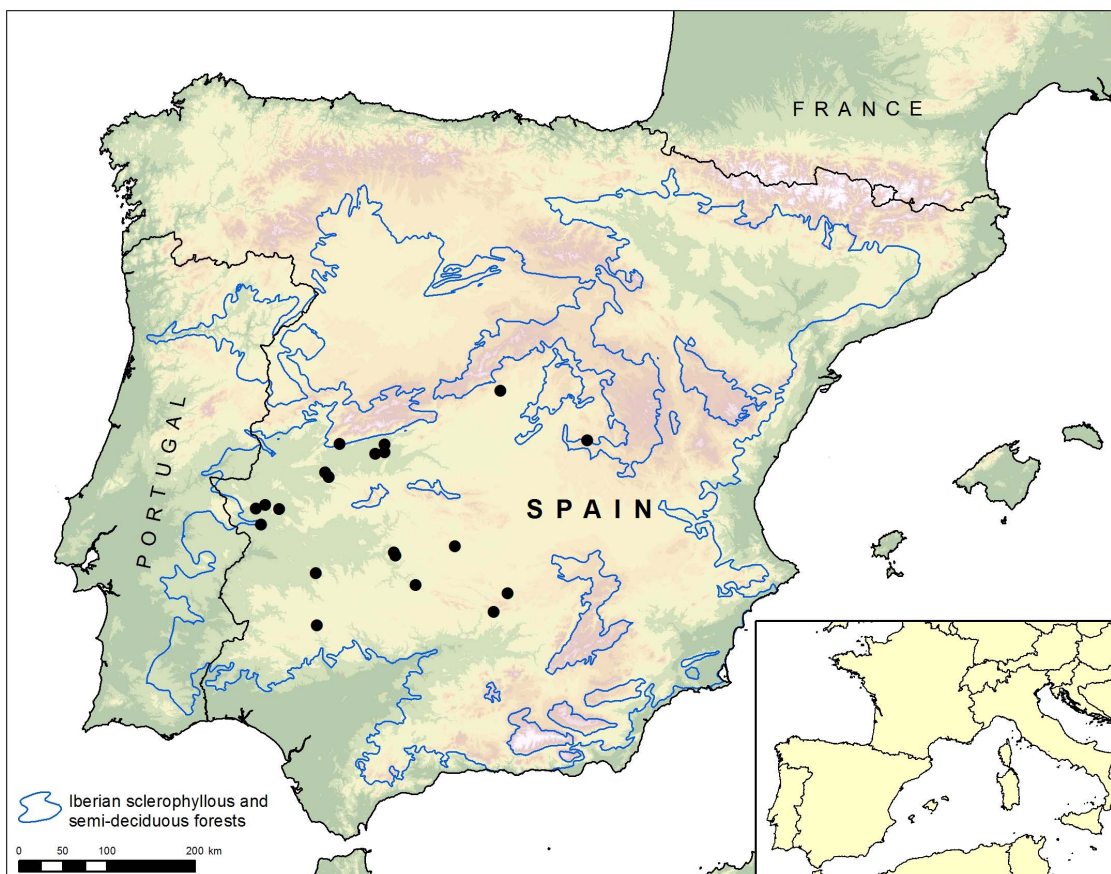 FRANCE
PORTUGAL
SPAIN
Iberian sclerophyllous and
semi-deciduous forests
0 50 100 200 km